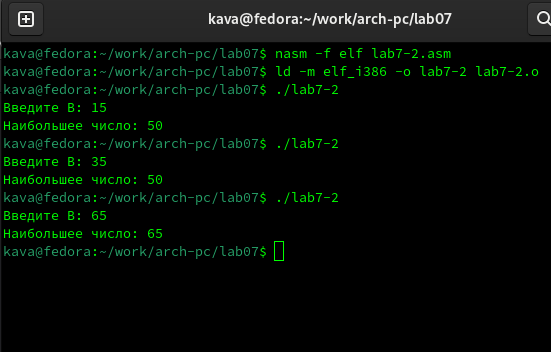 kava@fedora:~/work/arch-pc/lab07
kava@fedora:~/work/arch-pc/lab07$ nasm -f elf lab7-2.asm
kava@fedora:~/work/arch-pc/lab07$ ld -m elf_i386 -o lab7-2 lab7-2.o
kava@fedora:~/work/arch-pc/lab07$ ./lab7-2
Введите B: 15
Наибольшее число: 50
kava@fedora:~/work/arch-pc/lab07$ ./lab7-2
Введите B: 35
Наибольшее число: 50
kava@fedora:~/work/arch-pc/lab07$ ./lab7-2
Введите B: 65
Наибольшее число: 65
kava@fedora:~/work/arch-pc/lab07$